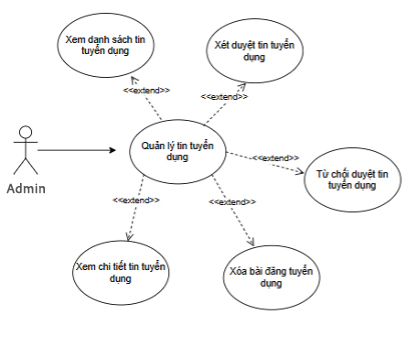 Xem danh sách tin
tuyển dụng
Xét duyệt tin tuyển
dụng
<<extend>>
<<extend>>
Quản lý tin tuyển
dụng
<<extend>>
Từ chối duyệt tin
tuyển dụng
Admin
<<extend>>
<<extend>>
Xem chi tiết tin tuyển
dụng
Xóa bài đăng tuyển
dụng